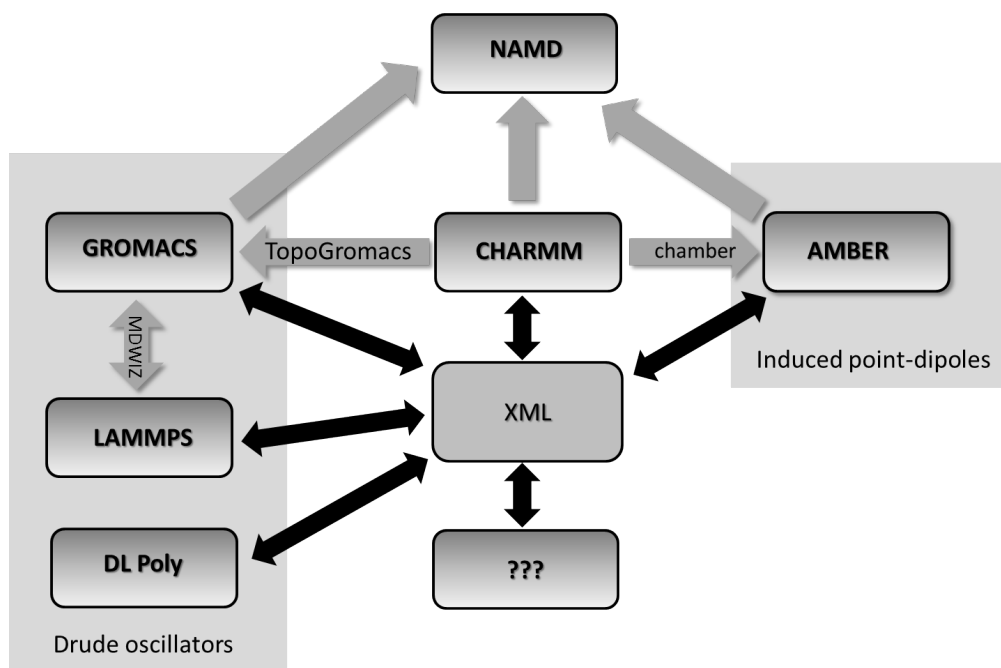 NAMD
GROMACS
TopoGromacs
CHARMM
chamber
AMBER
MDWIZ
Induced point-dipoles
XML
LAMMPS
DL Poly
???
Drude oscillators